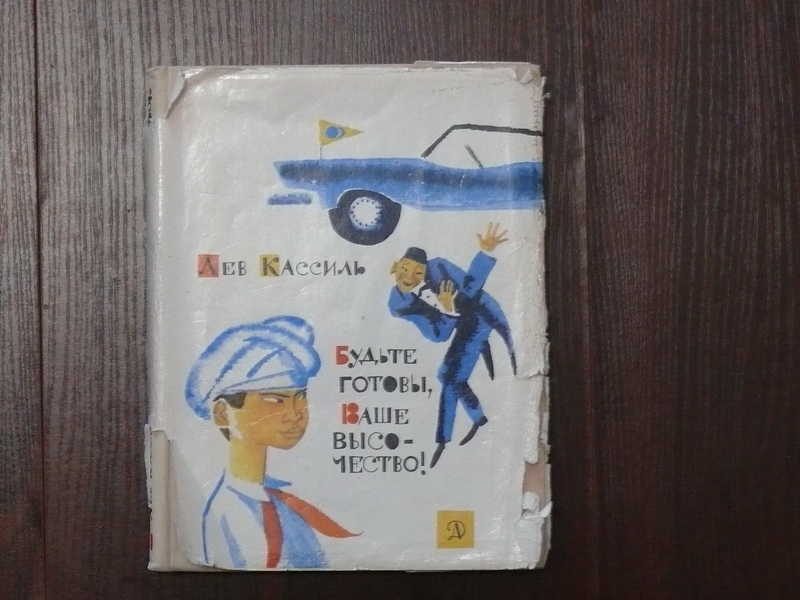 Лев Кассиль
Будьте
готовы,
Ваше
высо-
чество!
Д